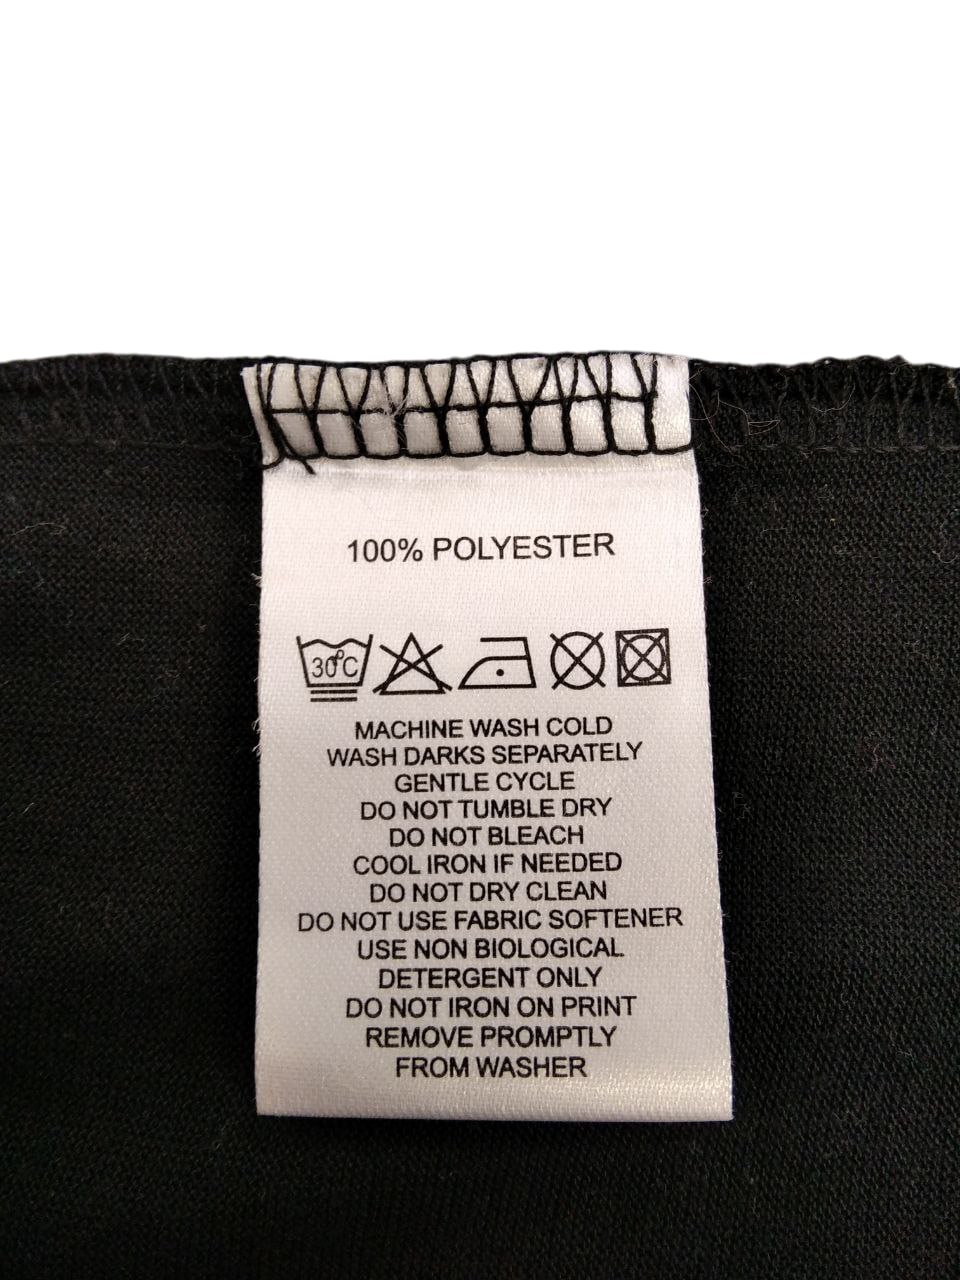 100% POLYESTER
30°C
MACHINE WASH COLD
WASH DARKS SEPARATELY
GENTLE CYCLE
DO NOT TUMBLE DRY
DO NOT BLEACH
COOL IRON IF NEEDED
DO NOT DRY CLEAN
DO NOT USE FABRIC SOFTENER
USE NON BIOLOGICAL
DETERGENT ONLY
DO NOT IRON ON PRINT
REMOVE PROMPTLY
FROM WASHER